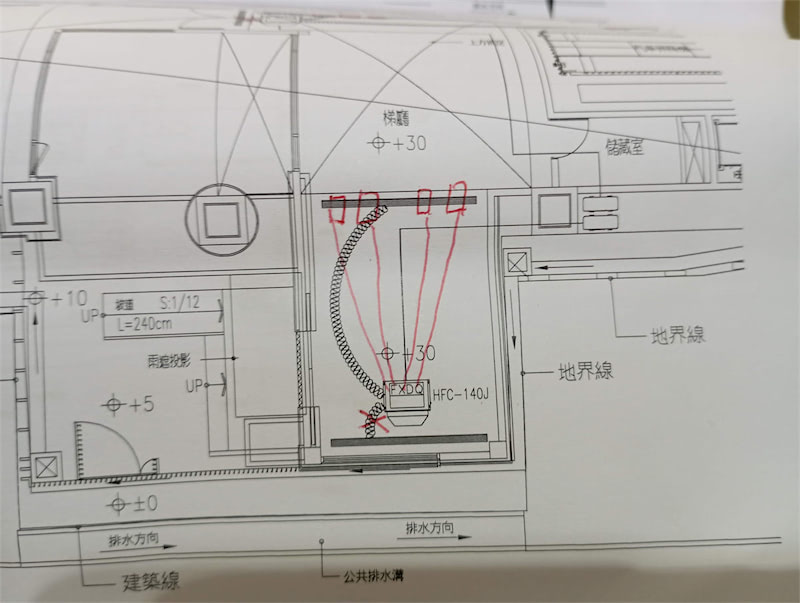 梯廳
+30
儲藏室
+10
坡道 S:1/12
UP
L=240cm
地界線
雨庇投影
+30
UP
地界線
HFC-140J
+5
±0
排水方向
排水方向
建築線
公共排水溝